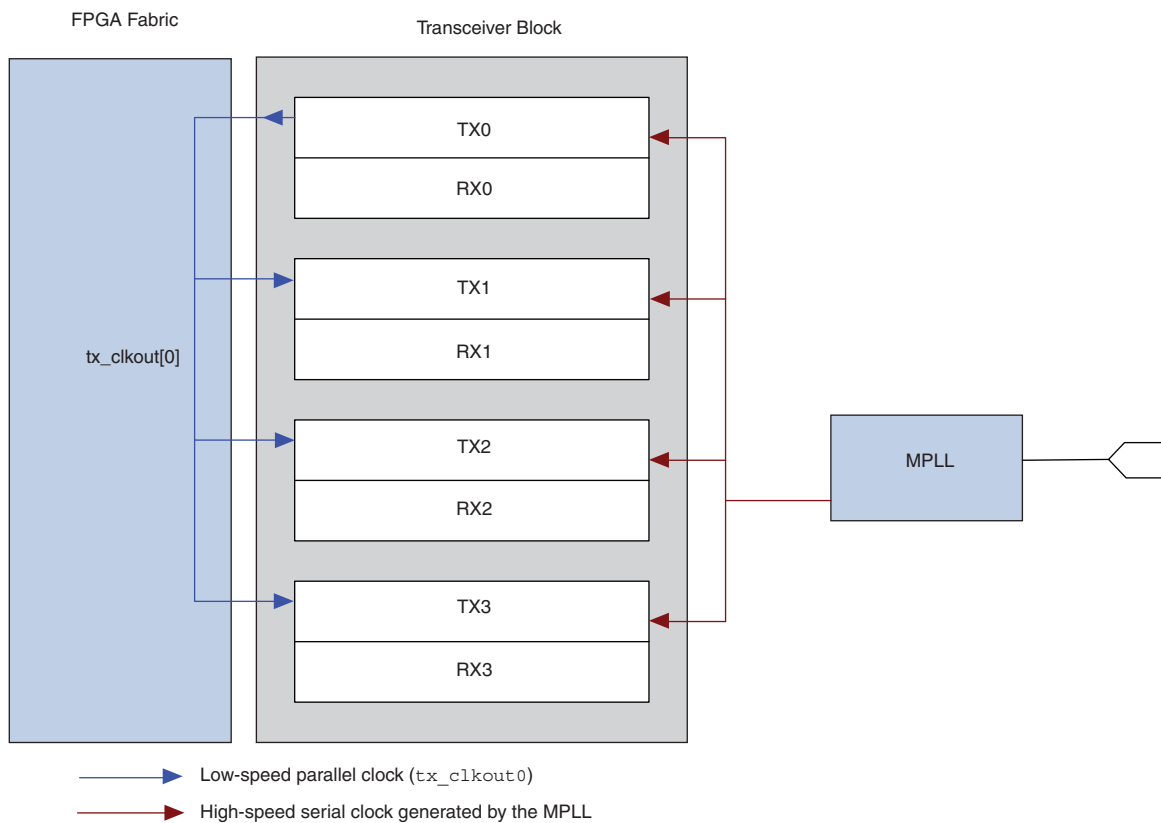 FPGA Fabric
Transceiver Block
TX0
RX0
TX1
RX1
tx_clkout[0]
TX2
RX2
MPLL
TX3
RX3
Low-speed parallel clock (tx_clkout0)
High-speed serial clock generated by the MPLL